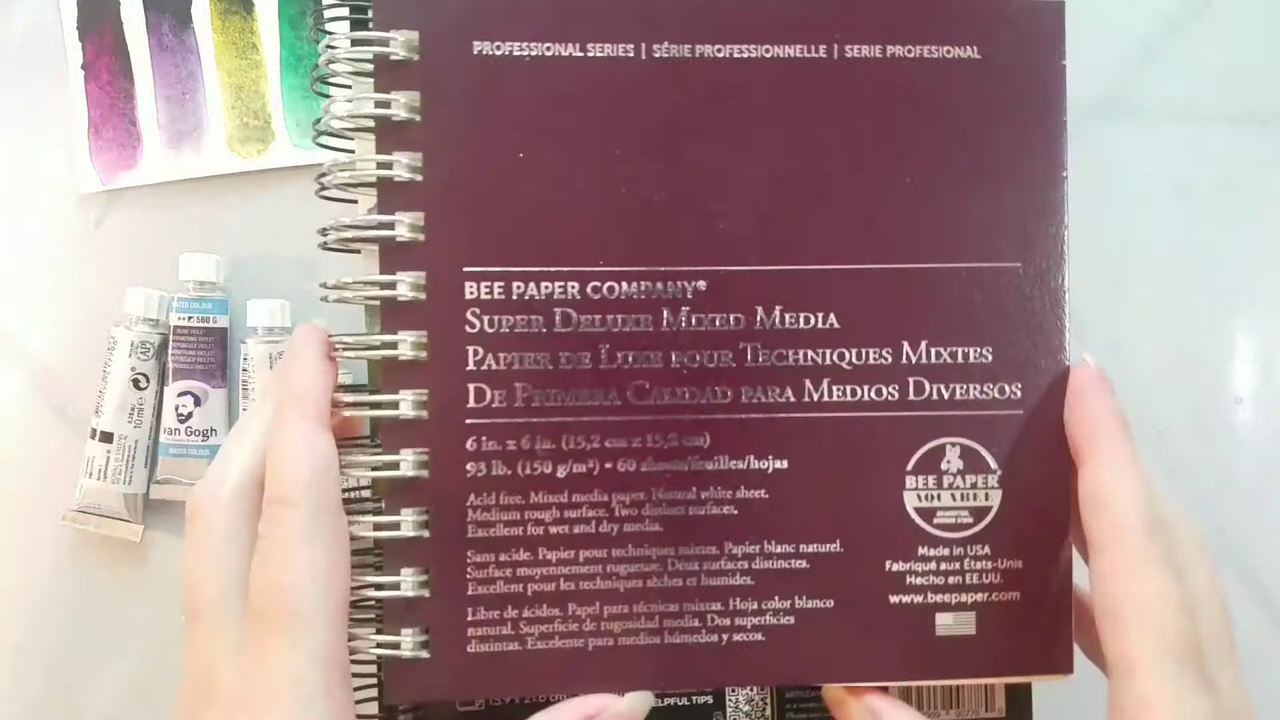 PROFESSIONAL SERIES | SÉRIE PROFESSIONNELLE | SERIE PROFESIONAL
BEE PAPER COMPANY®
SUPER DELUXE MIXED MEDIA
PAPIER DE LUXE POUR TECHNIQUES MIXTES
DE PRIMERA CALIDAD PARA MEDIOS DIVERSOS
6 in. x 6 in. (15,2 cm x 15,2 cm)
93 lb. (150 g/m²) • 60 sheets/feuilles/hojas
Acid free. Mixed media paper. Natural white sheet.
Medium rough surface. Two distinct surfaces.
Excellent for wet and dry media.
Sans acide. Papier pour techniques mixtes. Papier blanc naturel.
Surface moyennement rugueuse. Deux surfaces distinctes.
Excellent pour les techniques sèches et humides.
Libre de ácidos. Papel para técnicas mixtas. Hoja color blanco
natural. Superficie de rugosidad media. Dos superficies
distintas. Excelente para medios húmedos y secos.
BEE PAPER
Made in USA
Fabriqué aux États-Unis
Hecho en EE.UU.
www.beepaper.com
WATER COLOUR
560 G
van Gogh
WATER COLOUR
10 ml e
AP
ELPFUL TIPS